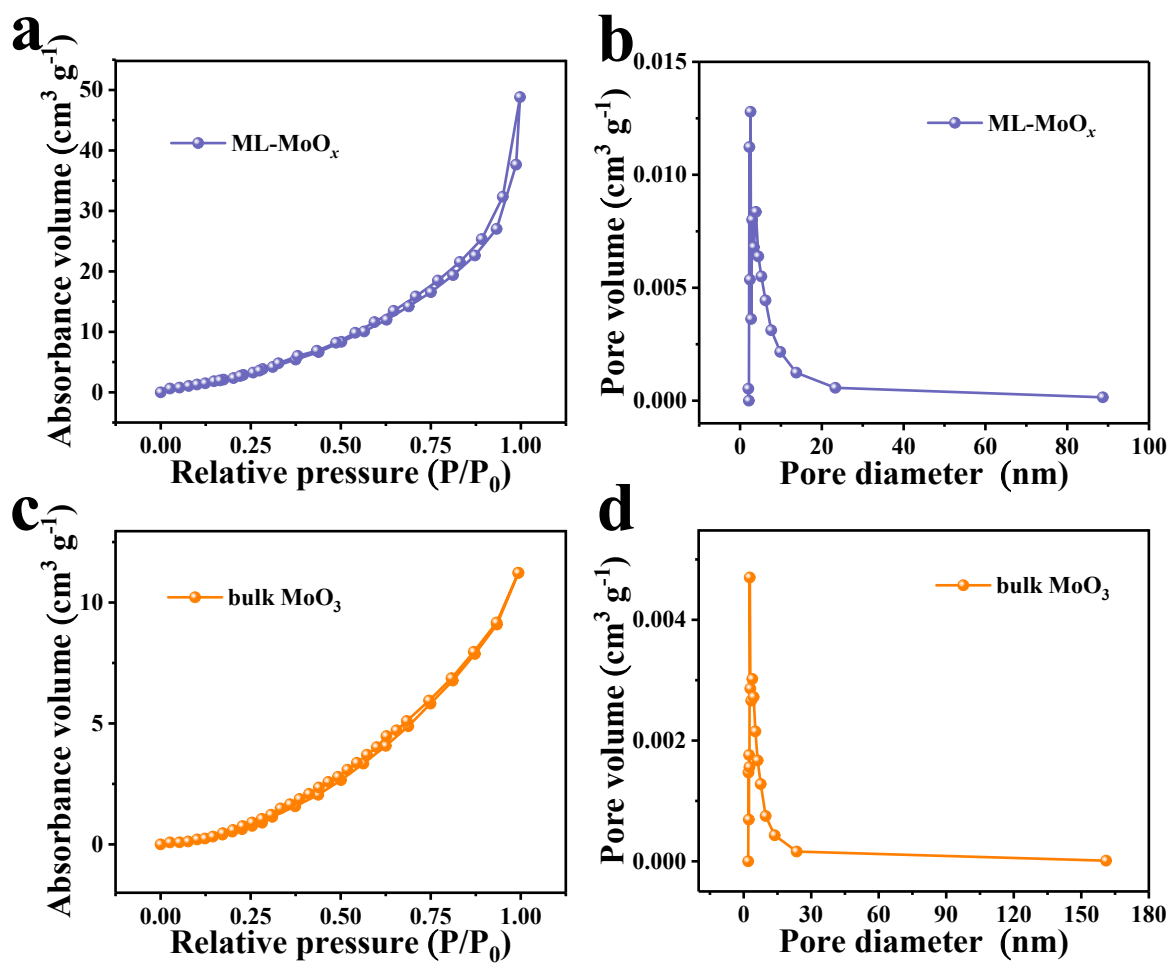 a
Absorbance volume (cm³ g⁻¹)
50
40
30
20
10
0
ML-MoOₓ
0.00 0.25 0.50 0.75 1.00
Relative pressure (P/P₀)
b
Pore volume (cm³ g⁻¹)
0.015
0.010
0.005
0.000
ML-MoOₓ
0 20 40 60 80 100
Pore diameter (nm)
c
Absorbance volume (cm³ g⁻¹)
10
5
0
bulk MoO₃
0.00 0.25 0.50 0.75 1.00
Relative pressure (P/P₀)
d
Pore volume (cm³ g⁻¹)
0.004
0.002
0.000
bulk MoO₃
0 30 60 90 120 150 180
Pore diameter (nm)